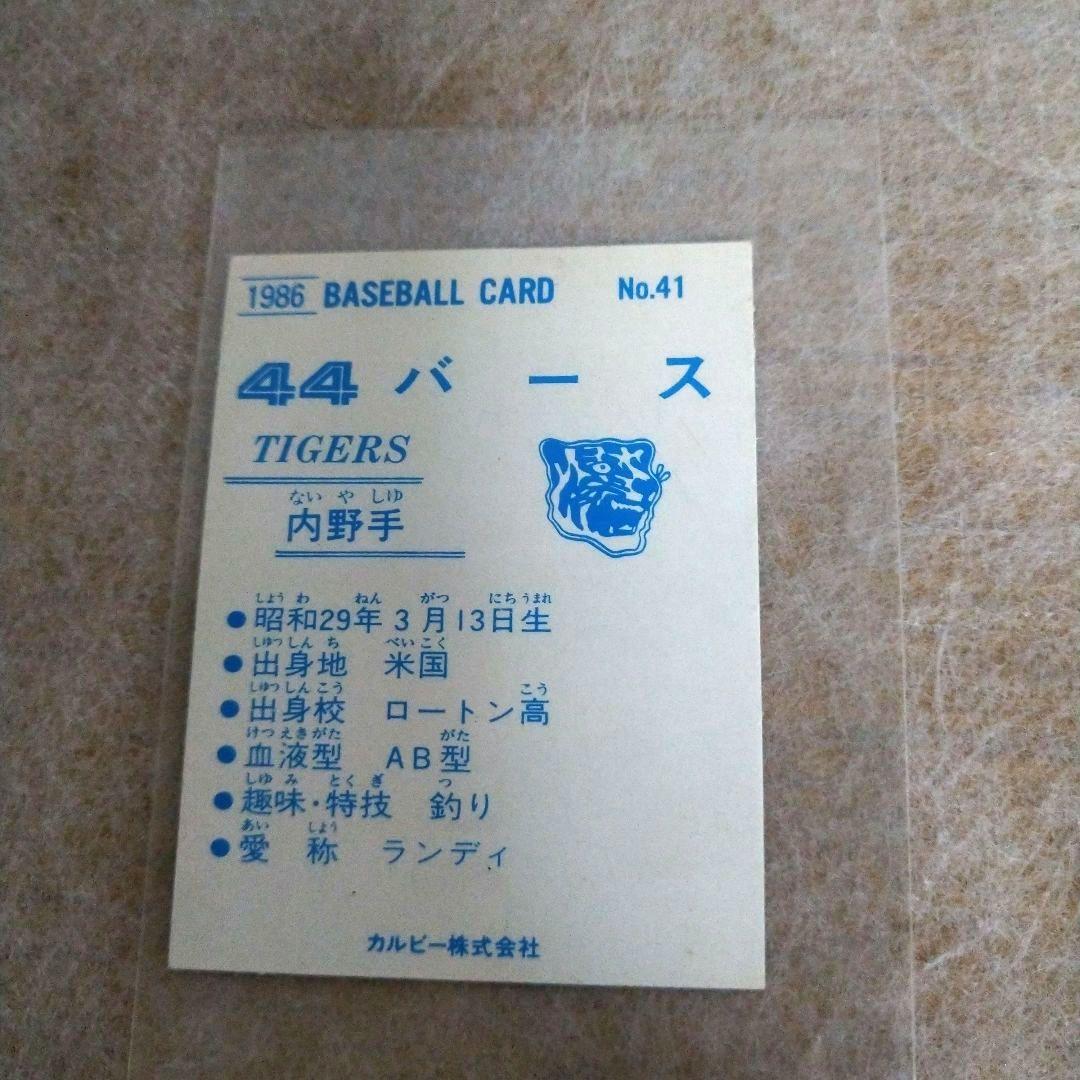 1986 BASEBALL CARD No.41
44 バース
TIGERS
ない や しゆ
内野手
しょう わ ねん がつ にち うまれ
●昭和29年3月13日生
しゆつ しん ち べい こく
●出身地 米国
しゆつ しん こう こう
●出身校 ロートン高
けつ えき がた がた
●血液型 AB型
しゆ み とく ぎ つ
●趣味・特技 釣り
あい しょう
●愛称 ランディ
カルビー株式会社